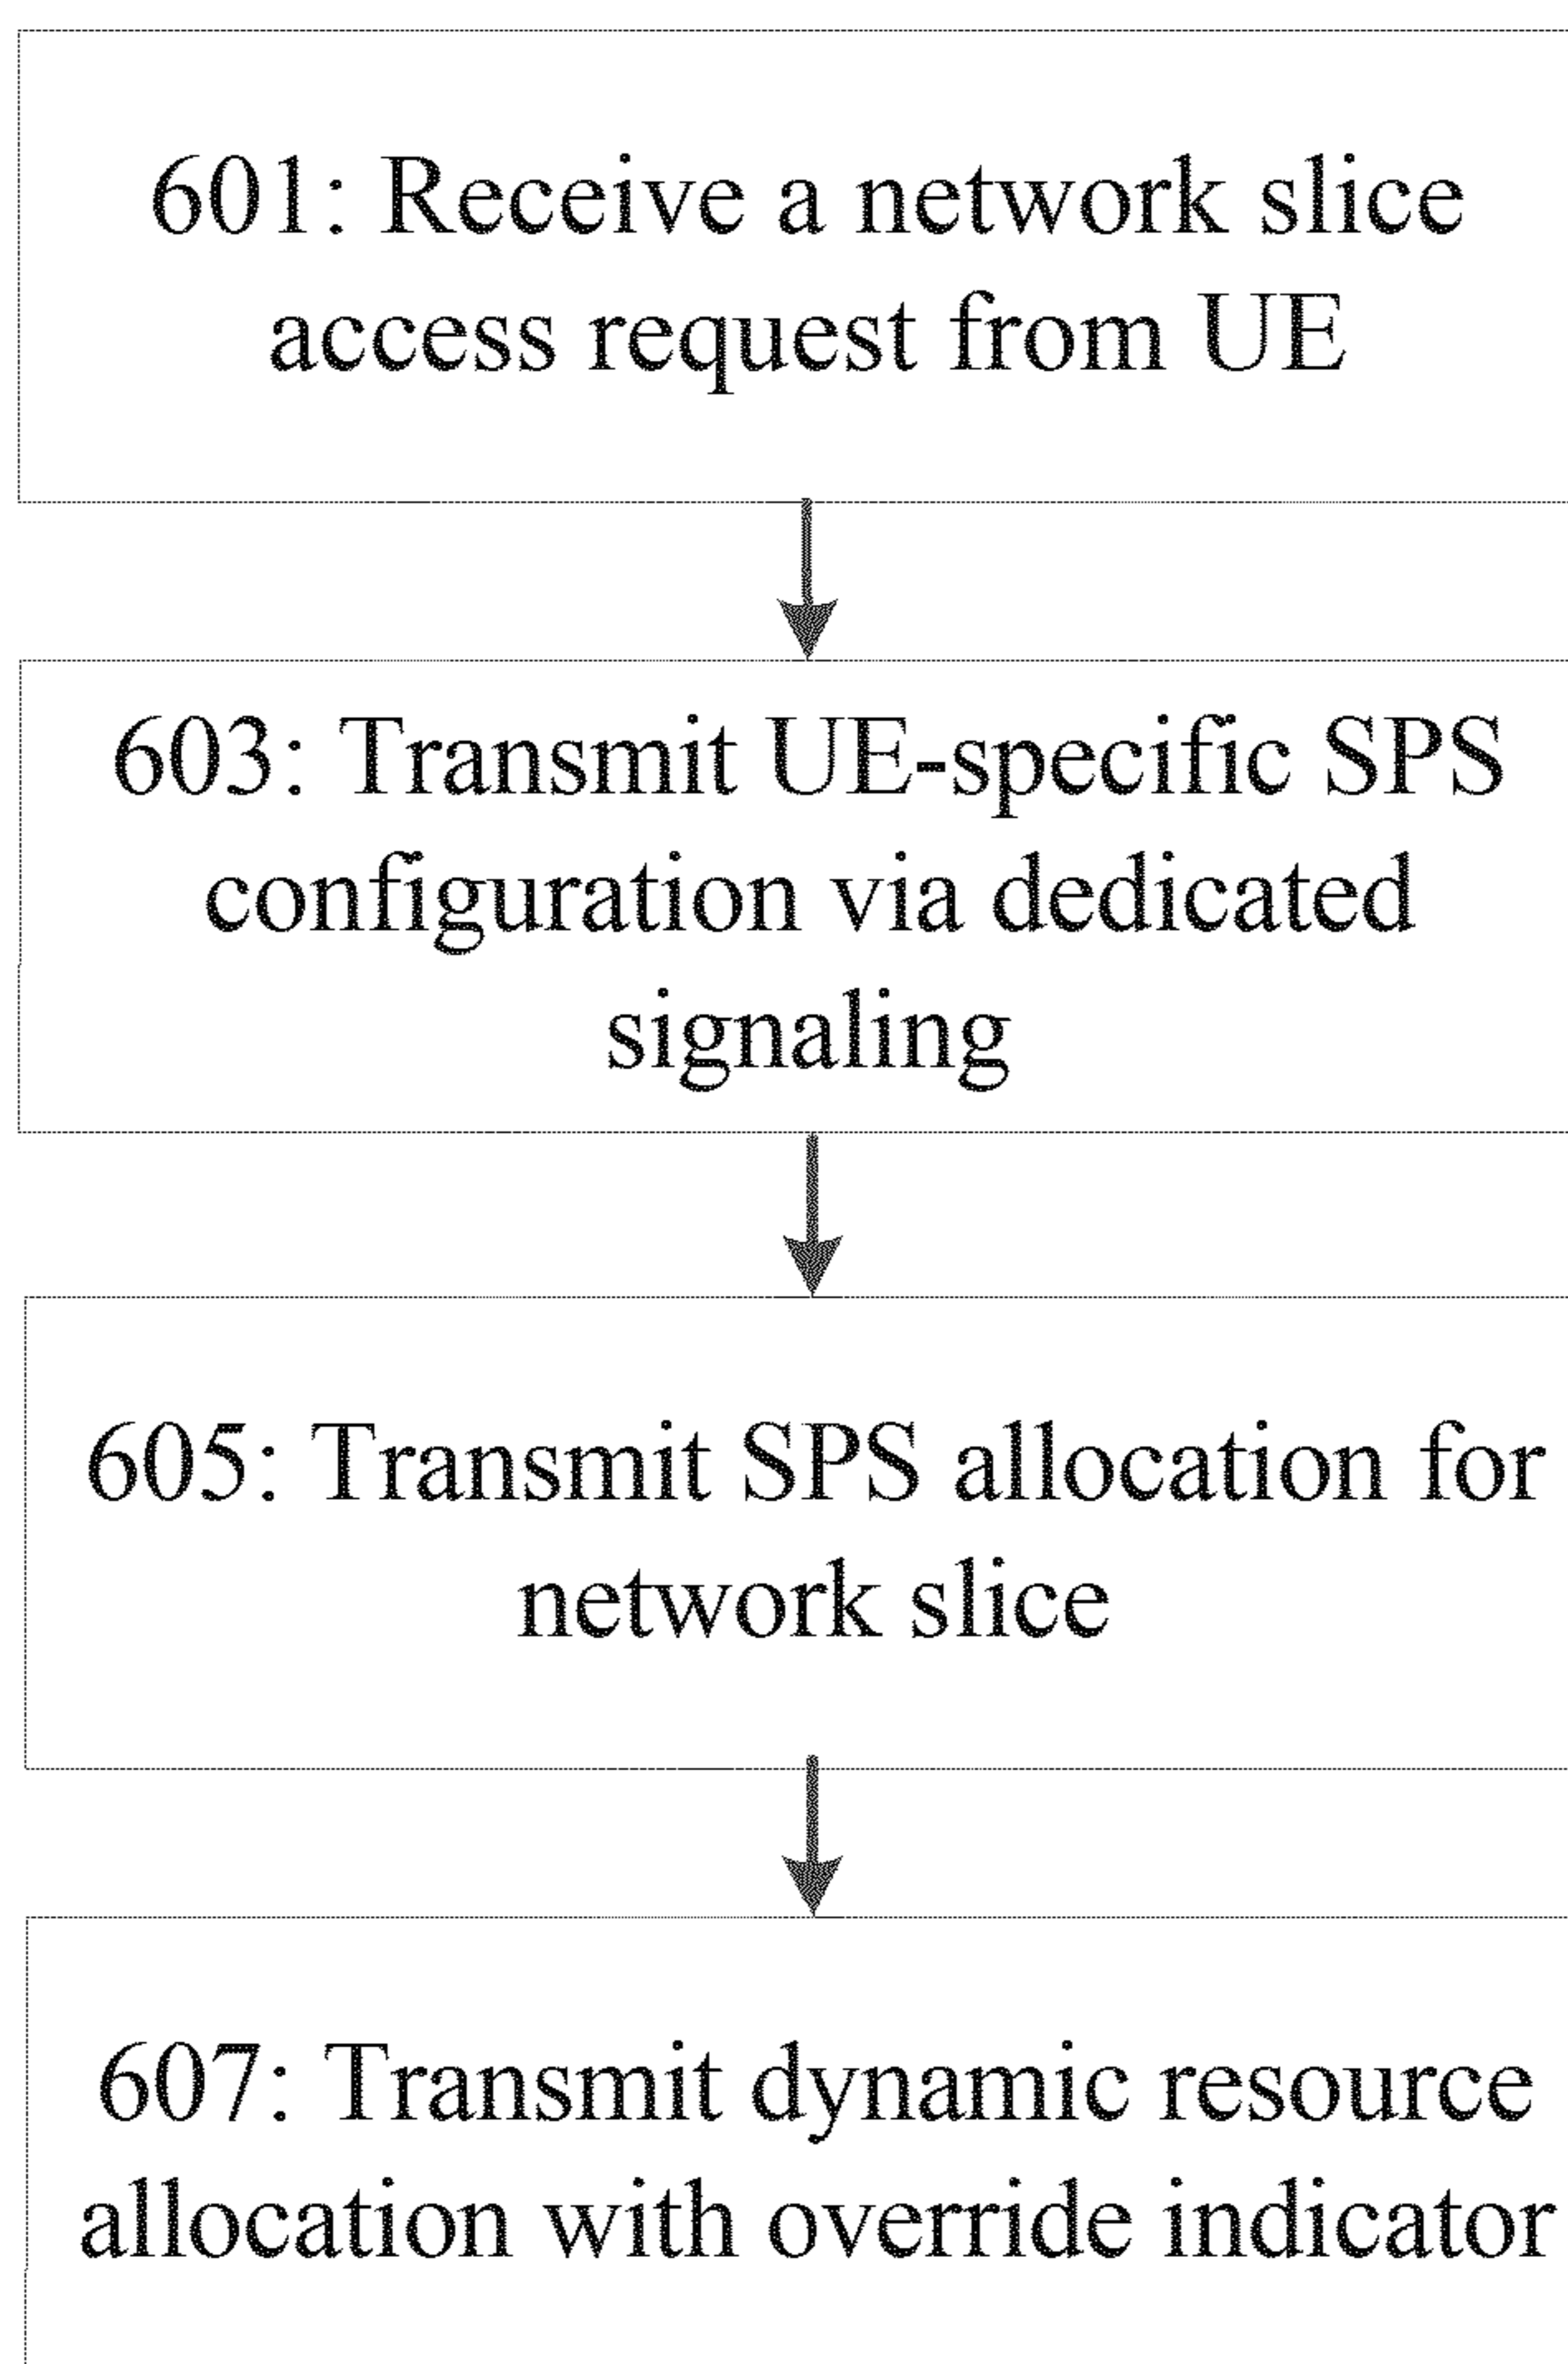 601: Receive a network slice
access request from UE
603: Transmit UE-specific SPS
configuration via dedicated
signaling
605: Transmit SPS allocation for
network slice
607: Transmit dynamic resource
allocation with override indicator